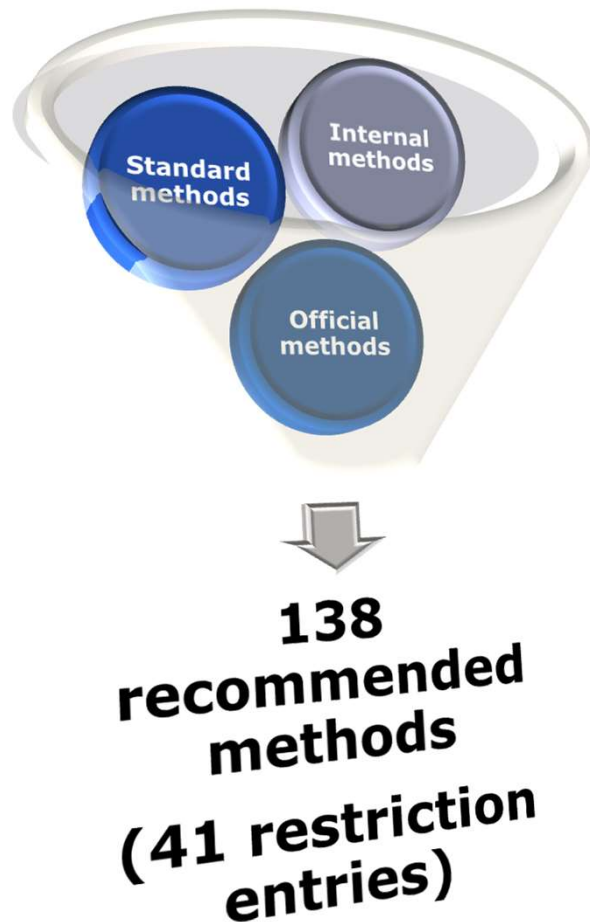 Standard
methods
Internal
methods
Official
methods
138
recommended
methods
(41 restriction
entries)